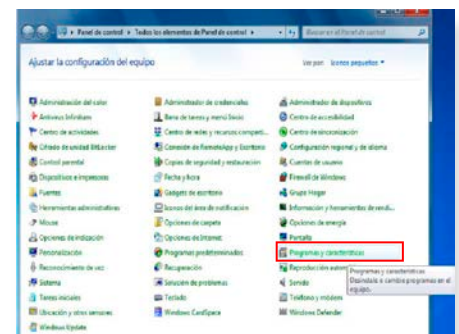 Panel de control ▸ Todos los elementos de Panel de control ▸
Buscar en el Panel de control
Ajustar la configuración del equipo
Ver por: Iconos pequeños
Administración del color
Administrador de credenciales
Administrador de dispositivos
Antivirus Infinitum
Barra de tareas y menú Inicio
Centro de accesibilidad
Centro de actividades
Centro de redes y recursos comparti...
Centro de sincronización
Cifrado de unidad BitLocker
Conexión de RemoteApp y Escritorio
Configuración regional y de idioma
Control parental
Copias de seguridad y restauración
Cuentas de usuario
Dispositivos e impresoras
Fecha y hora
Firewall de Windows
Fuentes
Gadgets de escritorio
Grupo Hogar
Herramientas administrativas
Iconos del área de notificación
Información y herramientas de rendi...
Mouse
Opciones de carpeta
Opciones de energía
Opciones de indización
Opciones de Internet
Portally
Personalización
Programas predeterminados
Programas y características
Reconocimiento de voz
Recuperación
Reproducción autom
Programas y características
Desinstale o cambie programas en el
equipo.
Sistema
Solución de problemas
Sonido
Tareas iniciales
Teclado
Teléfono y módem
Ubicación y otros sensores
Windows CardSpace
Windows Defender
Windows Update